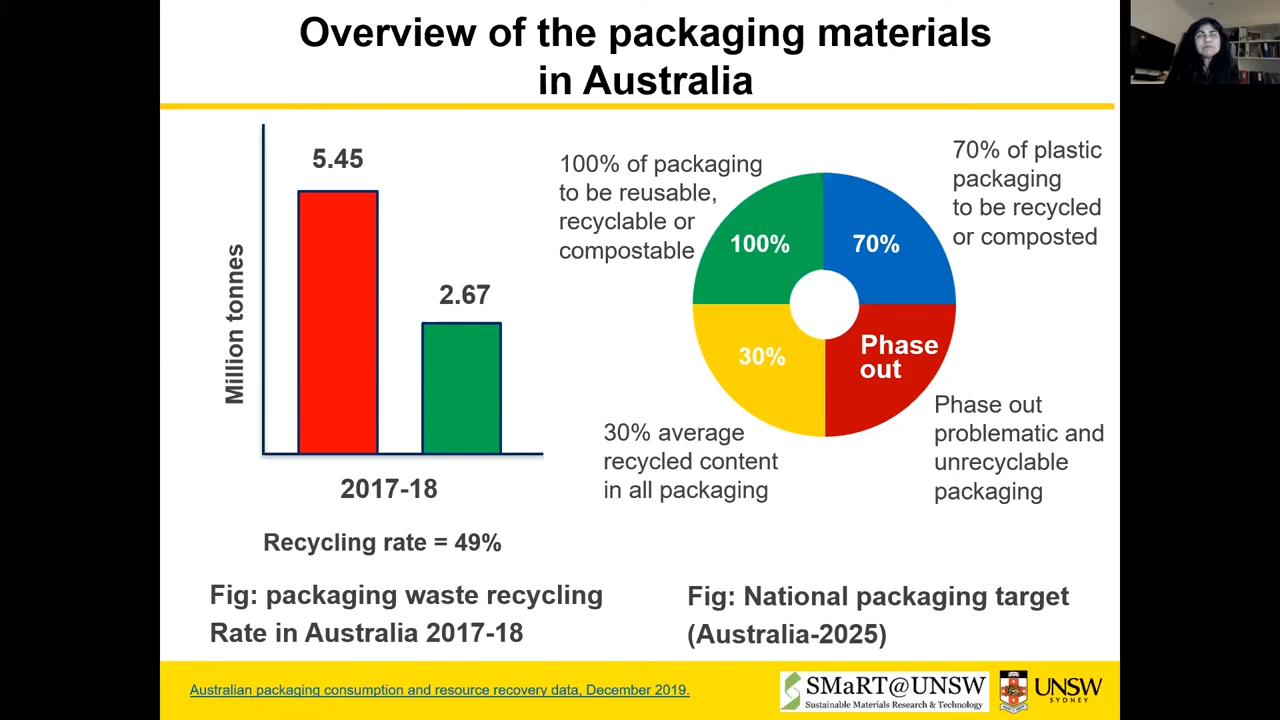 Overview of the packaging materials
in Australia
Million tonnes
5.45
2.67
2017-18
Recycling rate = 49%
Fig: packaging waste recycling
Rate in Australia 2017-18
100% of packaging
to be reusable,
recyclable or
compostable
70% of plastic
packaging
to be recycled
or composted
100%
70%
30%
Phase
out
30% average
recycled content
in all packaging
Phase out
problematic and
unrecyclable
packaging
Fig: National packaging target
(Australia-2025)
Australian packaging consumption and resource recovery data, December 2019.
SMaRT@UNSW
Sustainable Materials Research & Technology
UNSW
SYDNEY